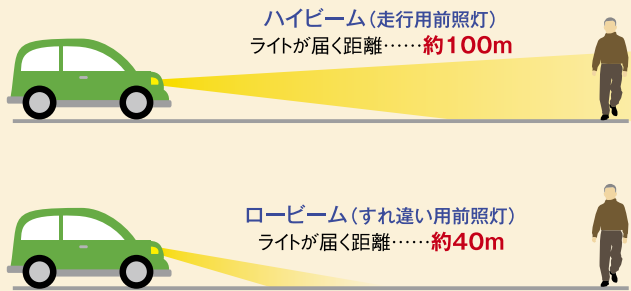 ハイビーム（走行用前照灯）
ライトが届く距離……約100m
ロービーム（すれ違い用前照灯）
ライトが届く距離……約40m